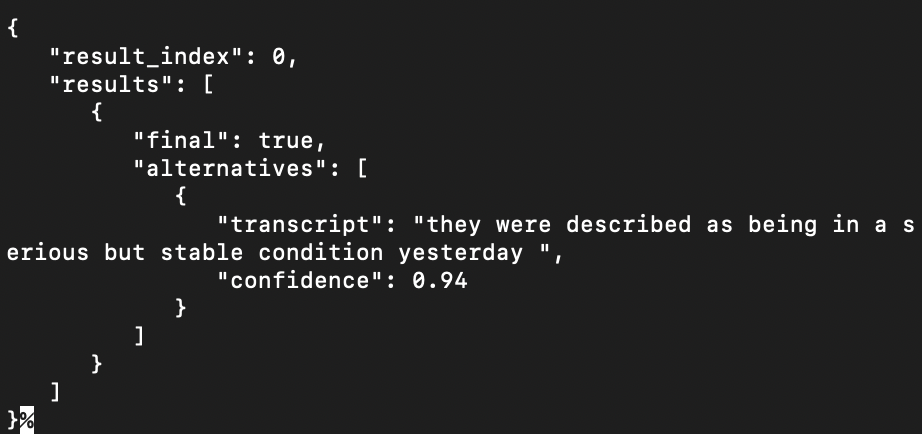 {
   "result_index": 0,
   "results": [
      {
         "final": true,
         "alternatives": [
            {
               "transcript": "they were described as being in a s
erious but stable condition yesterday ",
               "confidence": 0.94
            }
         ]
      }
   ]
}%